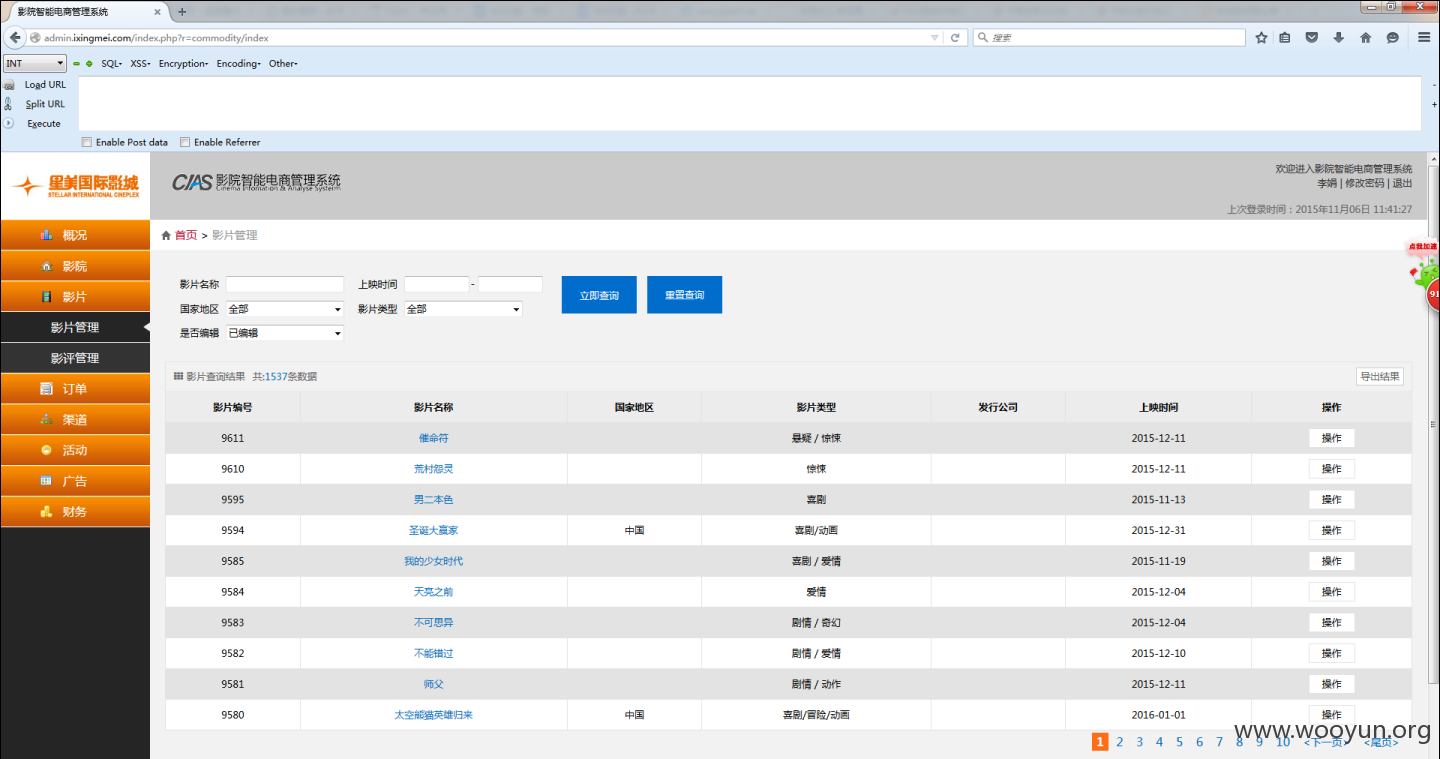 影院智能电商管理系统
admin.ixingmei.com/index.php?r=commodity/index
搜索
INT SQL- XSS- Encryption- Encoding- Other-
Load URL
Split URL
Execute
Enable Post data Enable Referrer
星美国际影城
STELLAR INTERNATIONAL CINEPLEX
CIAS 影院智能电商管理系统
Cinema Information & Analyse System
欢迎进入影院智能电商管理系统
李娟 | 修改密码 | 退出
上次登录时间：2015年11月06日 11:41:27
概况
影院
影片
影片管理
影评管理
订单
渠道
活动
广告
财务
首页 > 影片管理
点我加速
91
影片名称 上映时间 - 立即查询 重置查询
国家地区 全部 影片类型 全部
是否编辑 已编辑
影片查询结果 共:1537条数据 导出结果
影片编号 影片名称 国家地区 影片类型 发行公司 上映时间 操作
9611 催命符 悬疑 / 惊悚 2015-12-11 操作
9610 荒村怨灵 惊悚 2015-12-11 操作
9595 男二本色 喜剧 2015-11-13 操作
9594 圣诞大赢家 中国 喜剧/动画 2015-12-31 操作
9585 我的少女时代 喜剧 / 爱情 2015-11-19 操作
9584 天亮之前 爱情 2015-12-04 操作
9583 不可思异 剧情 / 奇幻 2015-12-04 操作
9582 不能错过 剧情 / 爱情 2015-12-10 操作
9581 师父 剧情 / 动作 2015-12-11 操作
9580 太空熊猫英雄归来 中国 喜剧/冒险/动画 2016-01-01 操作
www.wooyun.org
1 2 3 4 5 6 7 8 9 10 <下一页> <尾页>